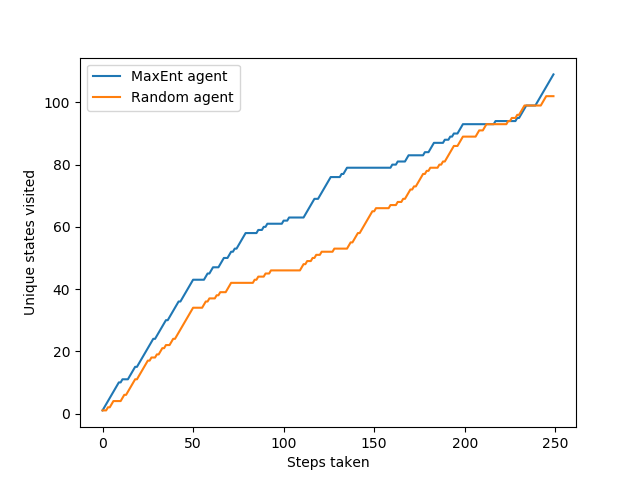 MaxEnt agent
Random agent
Unique states visited
100
80
60
40
20
0
0 50 100 150 200 250
Steps taken